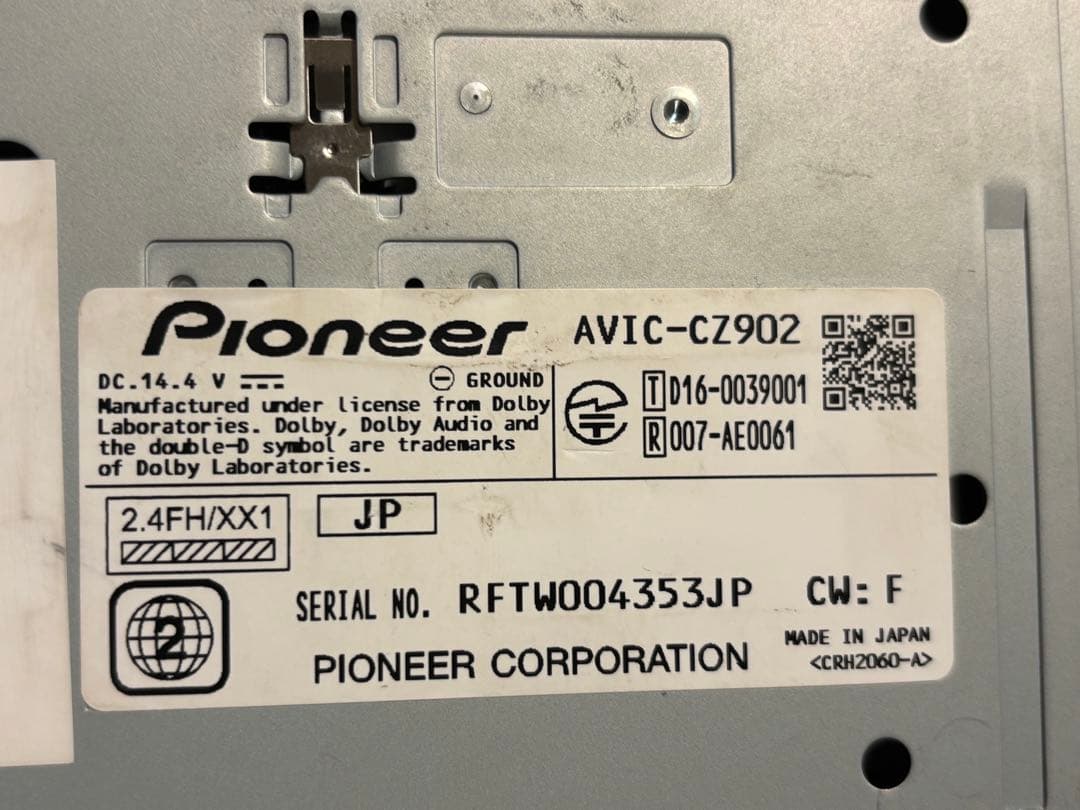 Pioneer AVIC-CZ902
DC.14.4 V ⊖ GROUND
Manufactured under license from Dolby
Laboratories. Dolby, Dolby Audio and
the double-D symbol are trademarks
of Dolby Laboratories.
T D16-0039001
R 007-AE0061
2.4FH/XX1
JP
2
SERIAL NO. RFTW004353JP CW: F
PIONEER CORPORATION
MADE IN JAPAN
<CRH2060-A>